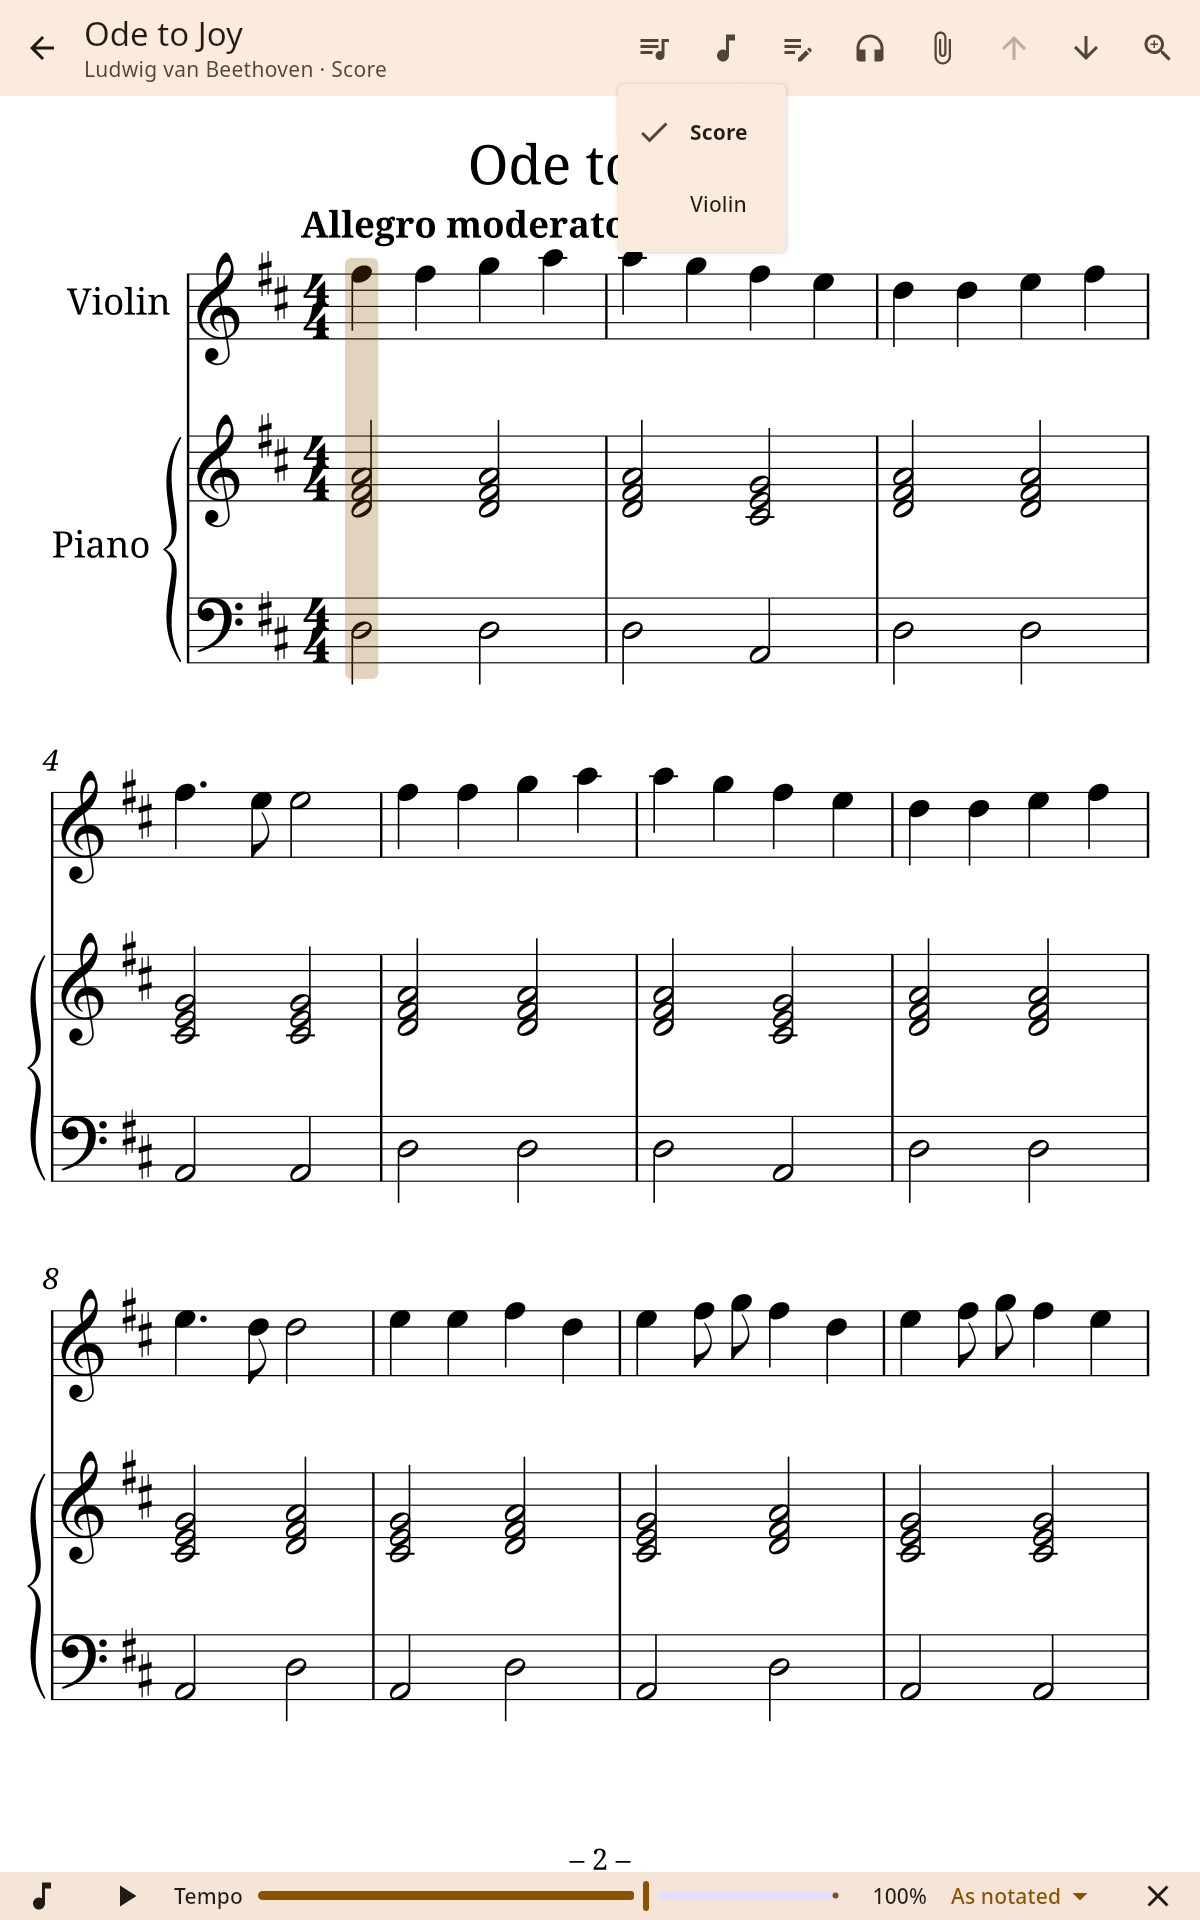 Ode to Joy
Ludwig van Beethoven · Score
Score
Violin
Ode to
Allegro moderato
Violin
Piano
4
8
– 2 –
Tempo
100%
As notated